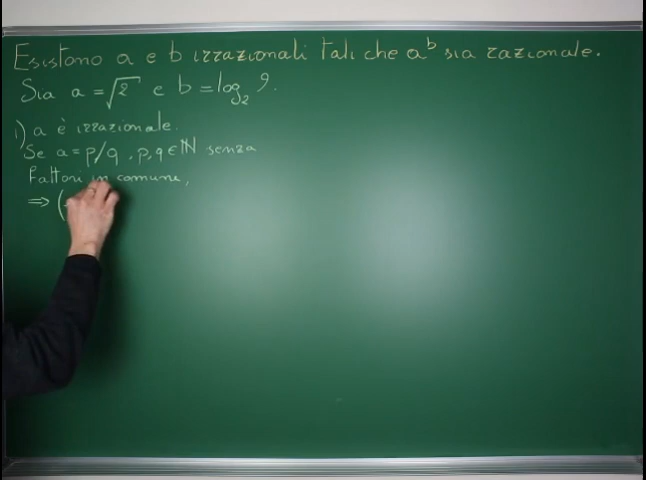 Esistono a e b irrazionali tali che a^b sia razionale.
Sia a = √2 e b = log₂ 9.
i) a è irrazionale.
Se a = p/q, p, q ∈ ℕ senza
fattori in comune,
⇒ (